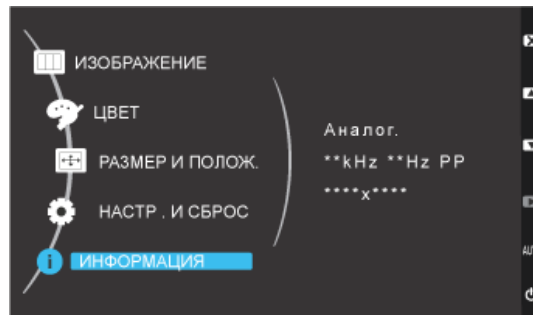 ИЗОБРАЖЕНИЕ
ЦВЕТ
РАЗМЕР И ПОЛОЖ.
НАСТР . И СБРОС
ИНФОРМАЦИЯ
Аналог.
**kHz **Hz PP
****x****